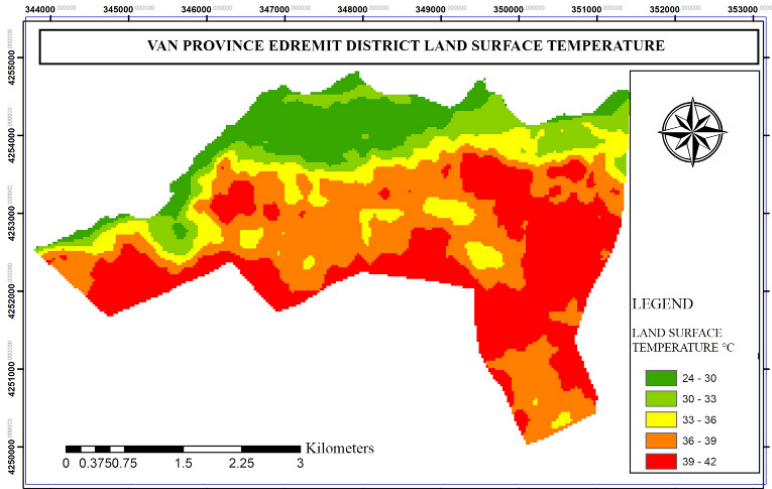 344000 345000 346000 347000 348000 349000 350000 351000 352000 353000
VAN PROVINCE EDREMIT DISTRICT LAND SURFACE TEMPERATURE
4255000
4254000
4253000
4252000
4251000
4250000
LEGEND
LAND SURFACE
TEMPERATURE °C
24 - 30
30 - 33
33 - 36
36 - 39
39 - 42
Kilometers
0 0.3750.75 1.5 2.25 3